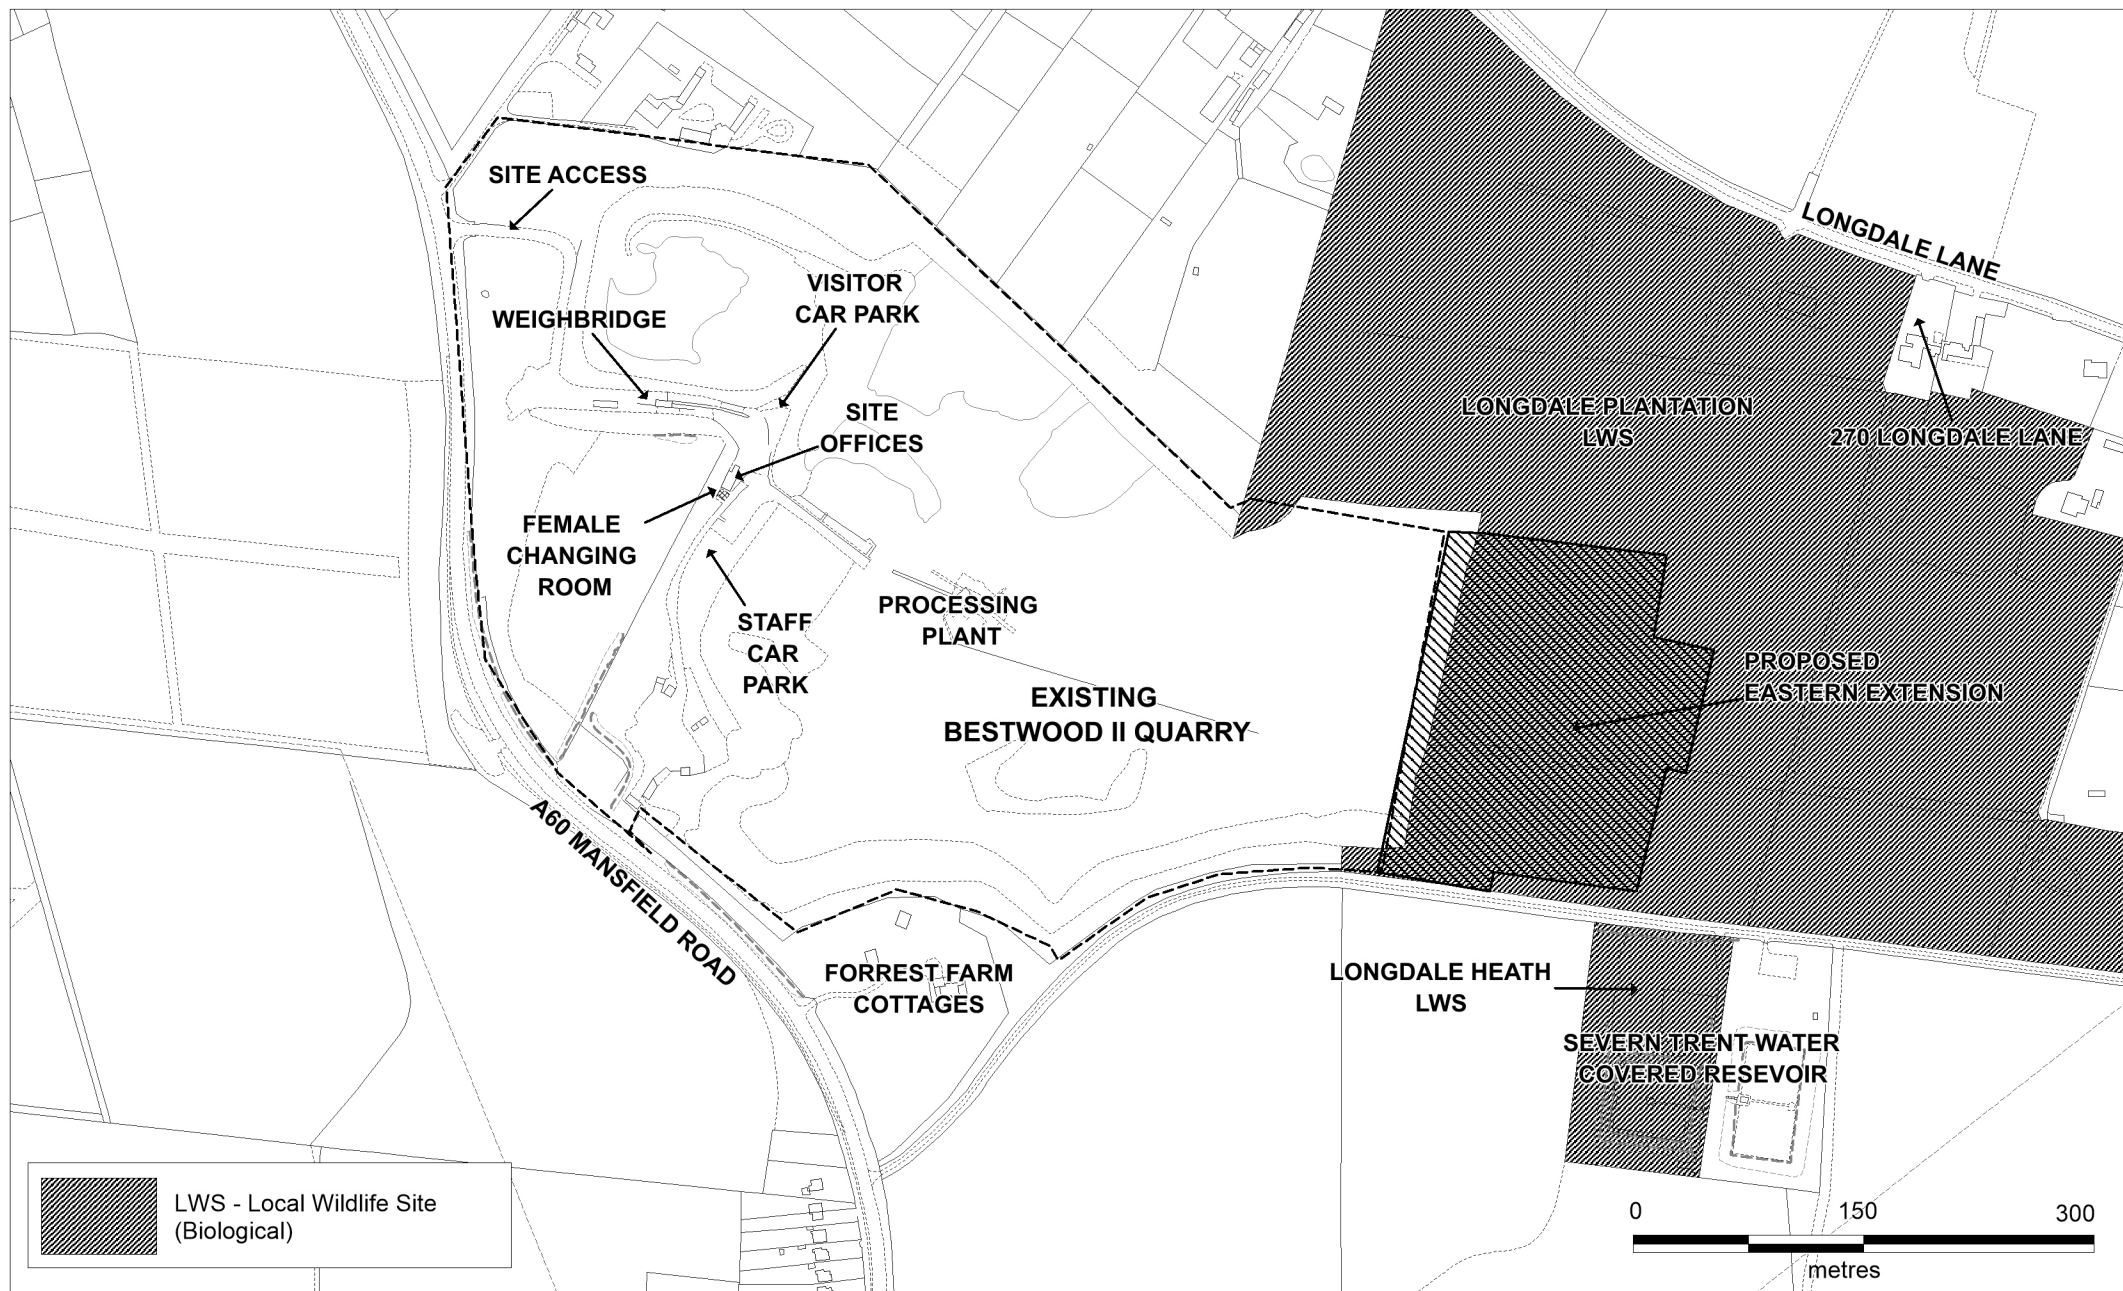 SITE ACCESS
LONGDALE LANE
VISITOR
CAR PARK
WEIGHBRIDGE
SITE
OFFICES
LONGDALE PLANTATION
LWS
270 LONGDALE LANE
FEMALE
CHANGING
ROOM
PROCESSING
PLANT
STAFF
CAR
PARK
PROPOSED
EASTERN EXTENSION
EXISTING
BESTWOOD II QUARRY
A60 MANSFIELD ROAD
FORREST FARM
COTTAGES
LONGDALE HEATH
LWS
SEVERN TRENT WATER
COVERED RESEVOIR
LWS - Local Wildlife Site
(Biological)
0 150 300
metres